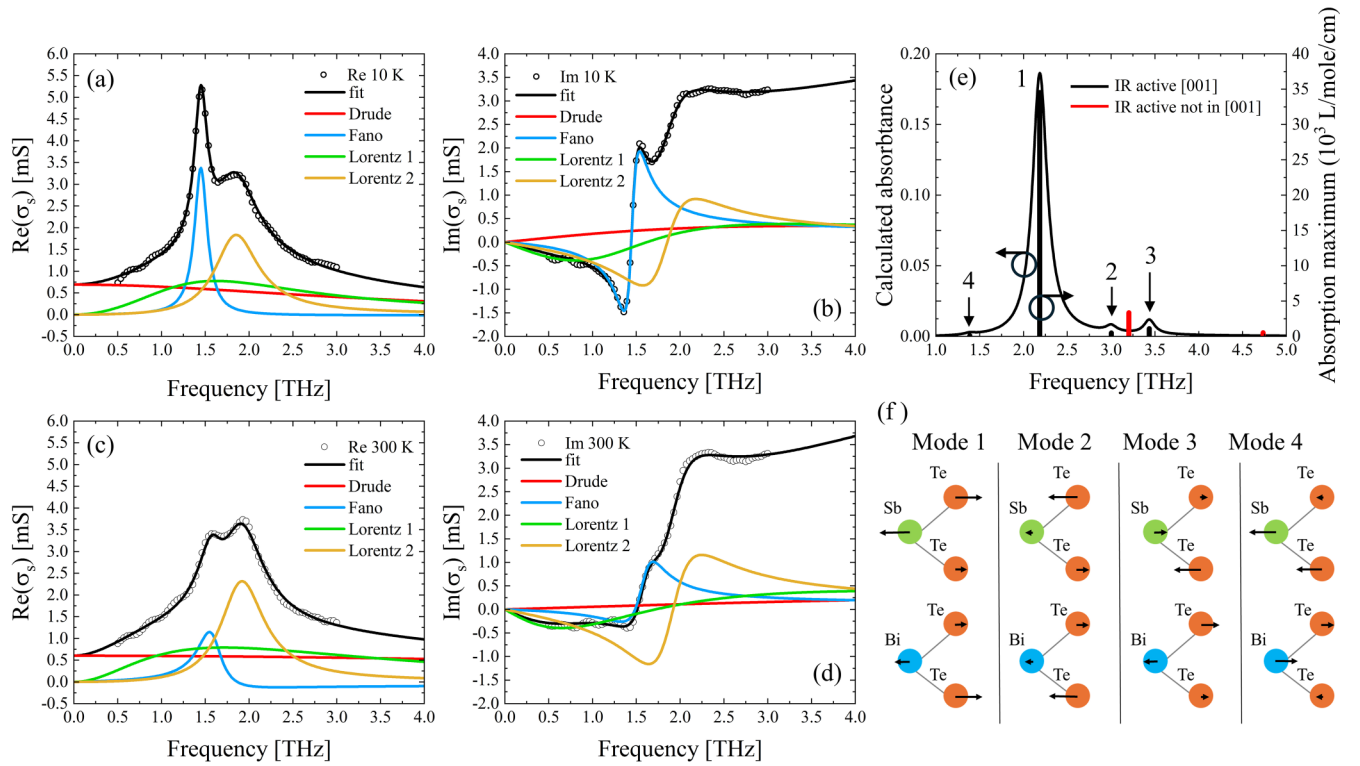 (a)
Re 10 K
fit
Drude
Fano
Lorentz 1
Lorentz 2
Re(σs) [mS]
6.0
5.5
5.0
4.5
4.0
3.5
3.0
2.5
2.0
1.5
1.0
0.5
0.0
-0.5
0.0 0.5 1.0 1.5 2.0 2.5 3.0 3.5 4.0
Frequency [THz]
Im 10 K
fit
Drude
Fano
Lorentz 1
Lorentz 2
(b)
Im(σs) [mS]
4.0
3.5
3.0
2.5
2.0
1.5
1.0
0.5
0.0
-0.5
-1.0
-1.5
-2.0
0.0 0.5 1.0 1.5 2.0 2.5 3.0 3.5 4.0
Frequency [THz]
(e)
1
IR active [001]
IR active not in [001]
4
2
3
Calculated absorbtance
0.20
0.15
0.10
0.05
0.00
Absorption maximum (10³ L/mole/cm)
40
35
30
25
20
15
10
5
0
1.0 1.5 2.0 2.5 3.0 3.5 4.0 4.5 5.0
Frequency [THz]
(c)
Re 300 K
fit
Drude
Fano
Lorentz 1
Lorentz 2
Re(σs) [mS]
6.0
5.5
5.0
4.5
4.0
3.5
3.0
2.5
2.0
1.5
1.0
0.5
0.0
-0.5
0.0 0.5 1.0 1.5 2.0 2.5 3.0 3.5 4.0
Frequency [THz]
Im 300 K
fit
Drude
Fano
Lorentz 1
Lorentz 2
(d)
Im(σs) [mS]
4.0
3.5
3.0
2.5
2.0
1.5
1.0
0.5
0.0
-0.5
-1.0
-1.5
-2.0
0.0 0.5 1.0 1.5 2.0 2.5 3.0 3.5 4.0
Frequency [THz]
(f )
Mode 1 Mode 2 Mode 3 Mode 4
Te Te Te Te
Sb Sb Sb Sb
Te Te Te Te
Te Te Te Te
Bi Bi Bi Bi
Te Te Te Te